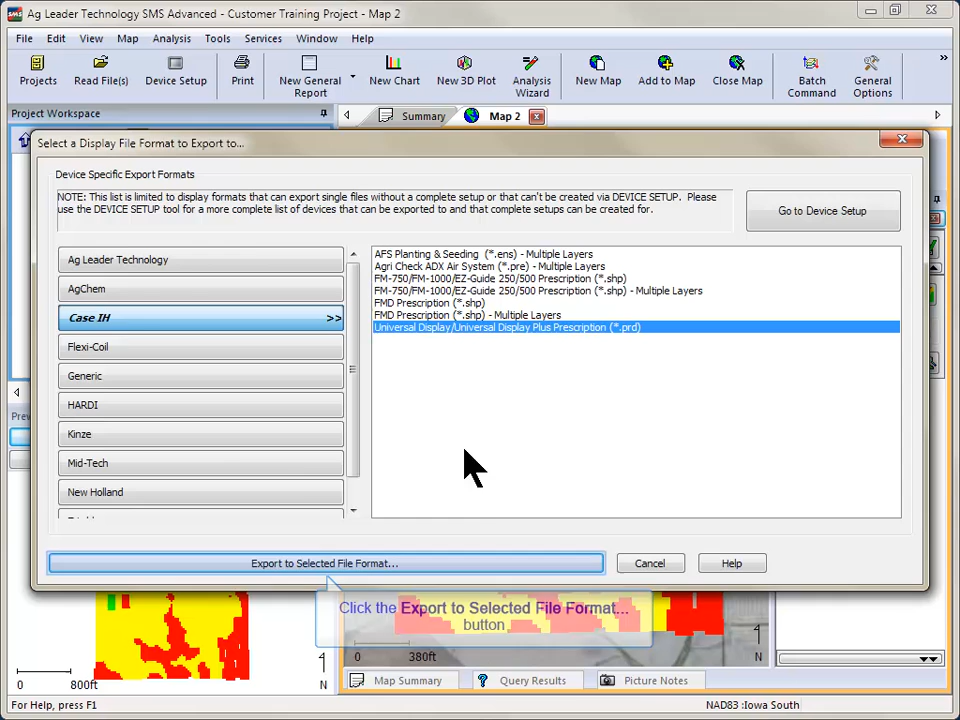 Ag Leader Technology SMS Advanced - Customer Training Project - Map 2
File Edit View Map Analysis Tools Services Window Help
Projects Read File(s) Device Setup Print New General Report New Chart New 3D Plot Analysis Wizard New Map Add to Map Close Map Batch Command General Options
Project Workspace
Summary Map 2
Select a Display File Format to Export to...
Device Specific Export Formats
NOTE: This list is limited to display formats that can export single files without a complete setup or that can't be created via DEVICE SETUP. Please
use the DEVICE SETUP tool for a more complete list of devices that can be exported to and that complete setups can be created for.
Go to Device Setup
Ag Leader Technology
AgChem
Case IH >>
Flexi-Coil
Generic
HARDI
Kinze
Mid-Tech
New Holland
AFS Planting & Seeding (*.ens) - Multiple Layers
Agri Check ADX Air System (*.pre) - Multiple Layers
FM-750/FM-1000/EZ-Guide 250/500 Prescription (*.shp)
FM-750/FM-1000/EZ-Guide 250/500 Prescription (*.shp) - Multiple Layers
FMD Prescription (*.shp)
FMD Prescription (*.shp) - Multiple Layers
Universal Display/Universal Display Plus Prescription (*.prd)
Prev
Export to Selected File Format... Cancel Help
Click the Export to Selected File Format...
button
0 800ft N
0 380ft N
Map Summary Query Results Picture Notes
For Help, press F1 NAD83 :Iowa South